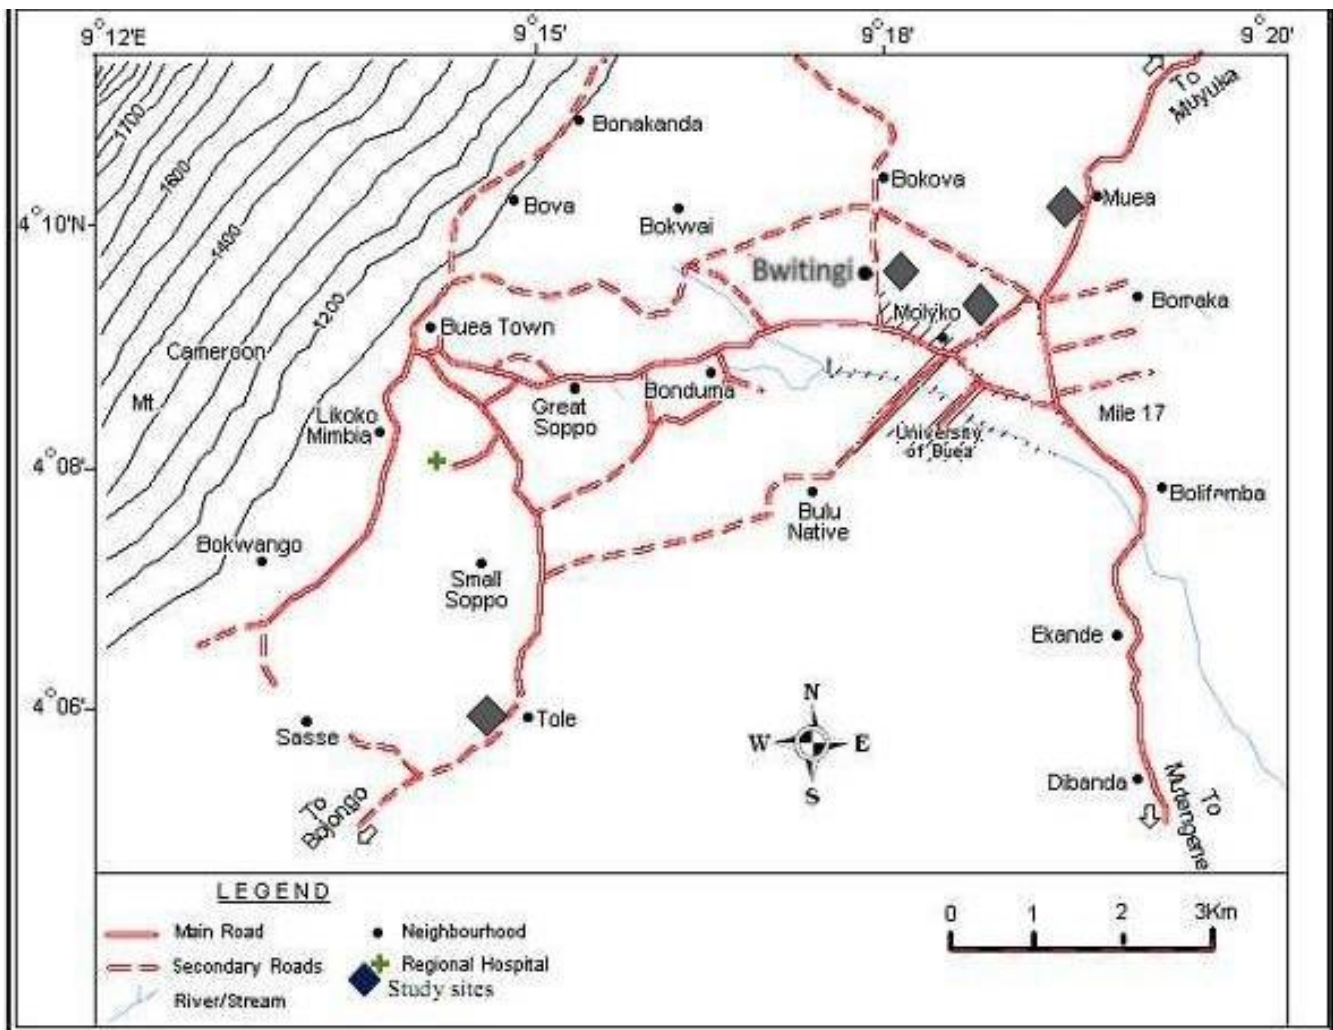 9°12'E
9°15'
9°18'
9°20'
To
Muyuka
1700
Bonakanda
1600
Bokova
Muea
Bova
4°10'N
Bokwai
1400
Bwitingi
Molyko
Bomaka
1200
Buea Town
Cameroon
Mt.
Bonduma
Great
Soppo
Likoko
Mimbia
Mile 17
University
of Buea
4°08'
Bolifamba
Bulu
Native
Bokwango
Small
Soppo
Ekande
4°06'
Tole
Sasse
N
W
E
S
Dibanda
To
Bojongo
To
Mutangene
LEGEND
Main Road
Neighbourhood
Secondary Roads
Regional Hospital
Study sites
River/Stream
0 1 2 3Km